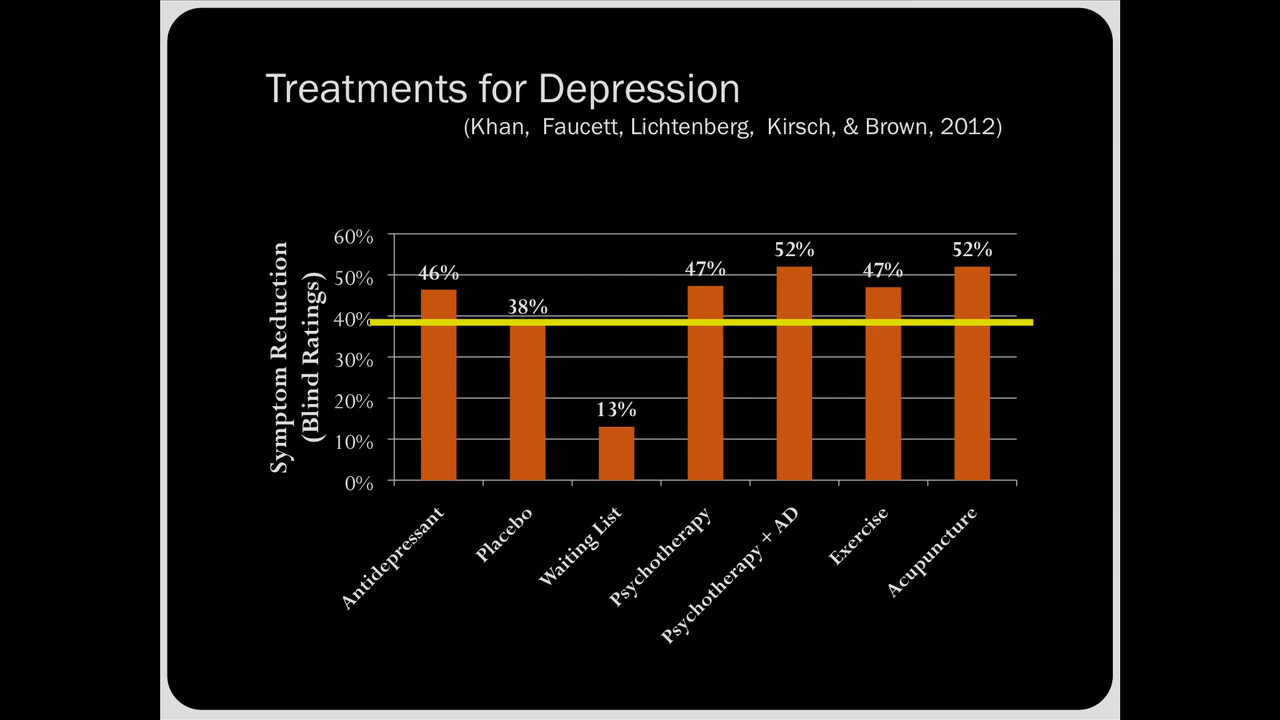 Treatments for Depression
(Khan, Faucett, Lichtenberg, Kirsch, & Brown, 2012)
Symptom Reduction
(Blind Ratings)
60%
50%
40%
30%
20%
10%
0%
46%
38%
13%
47%
52%
47%
52%
Antidepressant
Placebo
Waiting List
Psychotherapy
Psychotherapy + AD
Exercise
Acupuncture